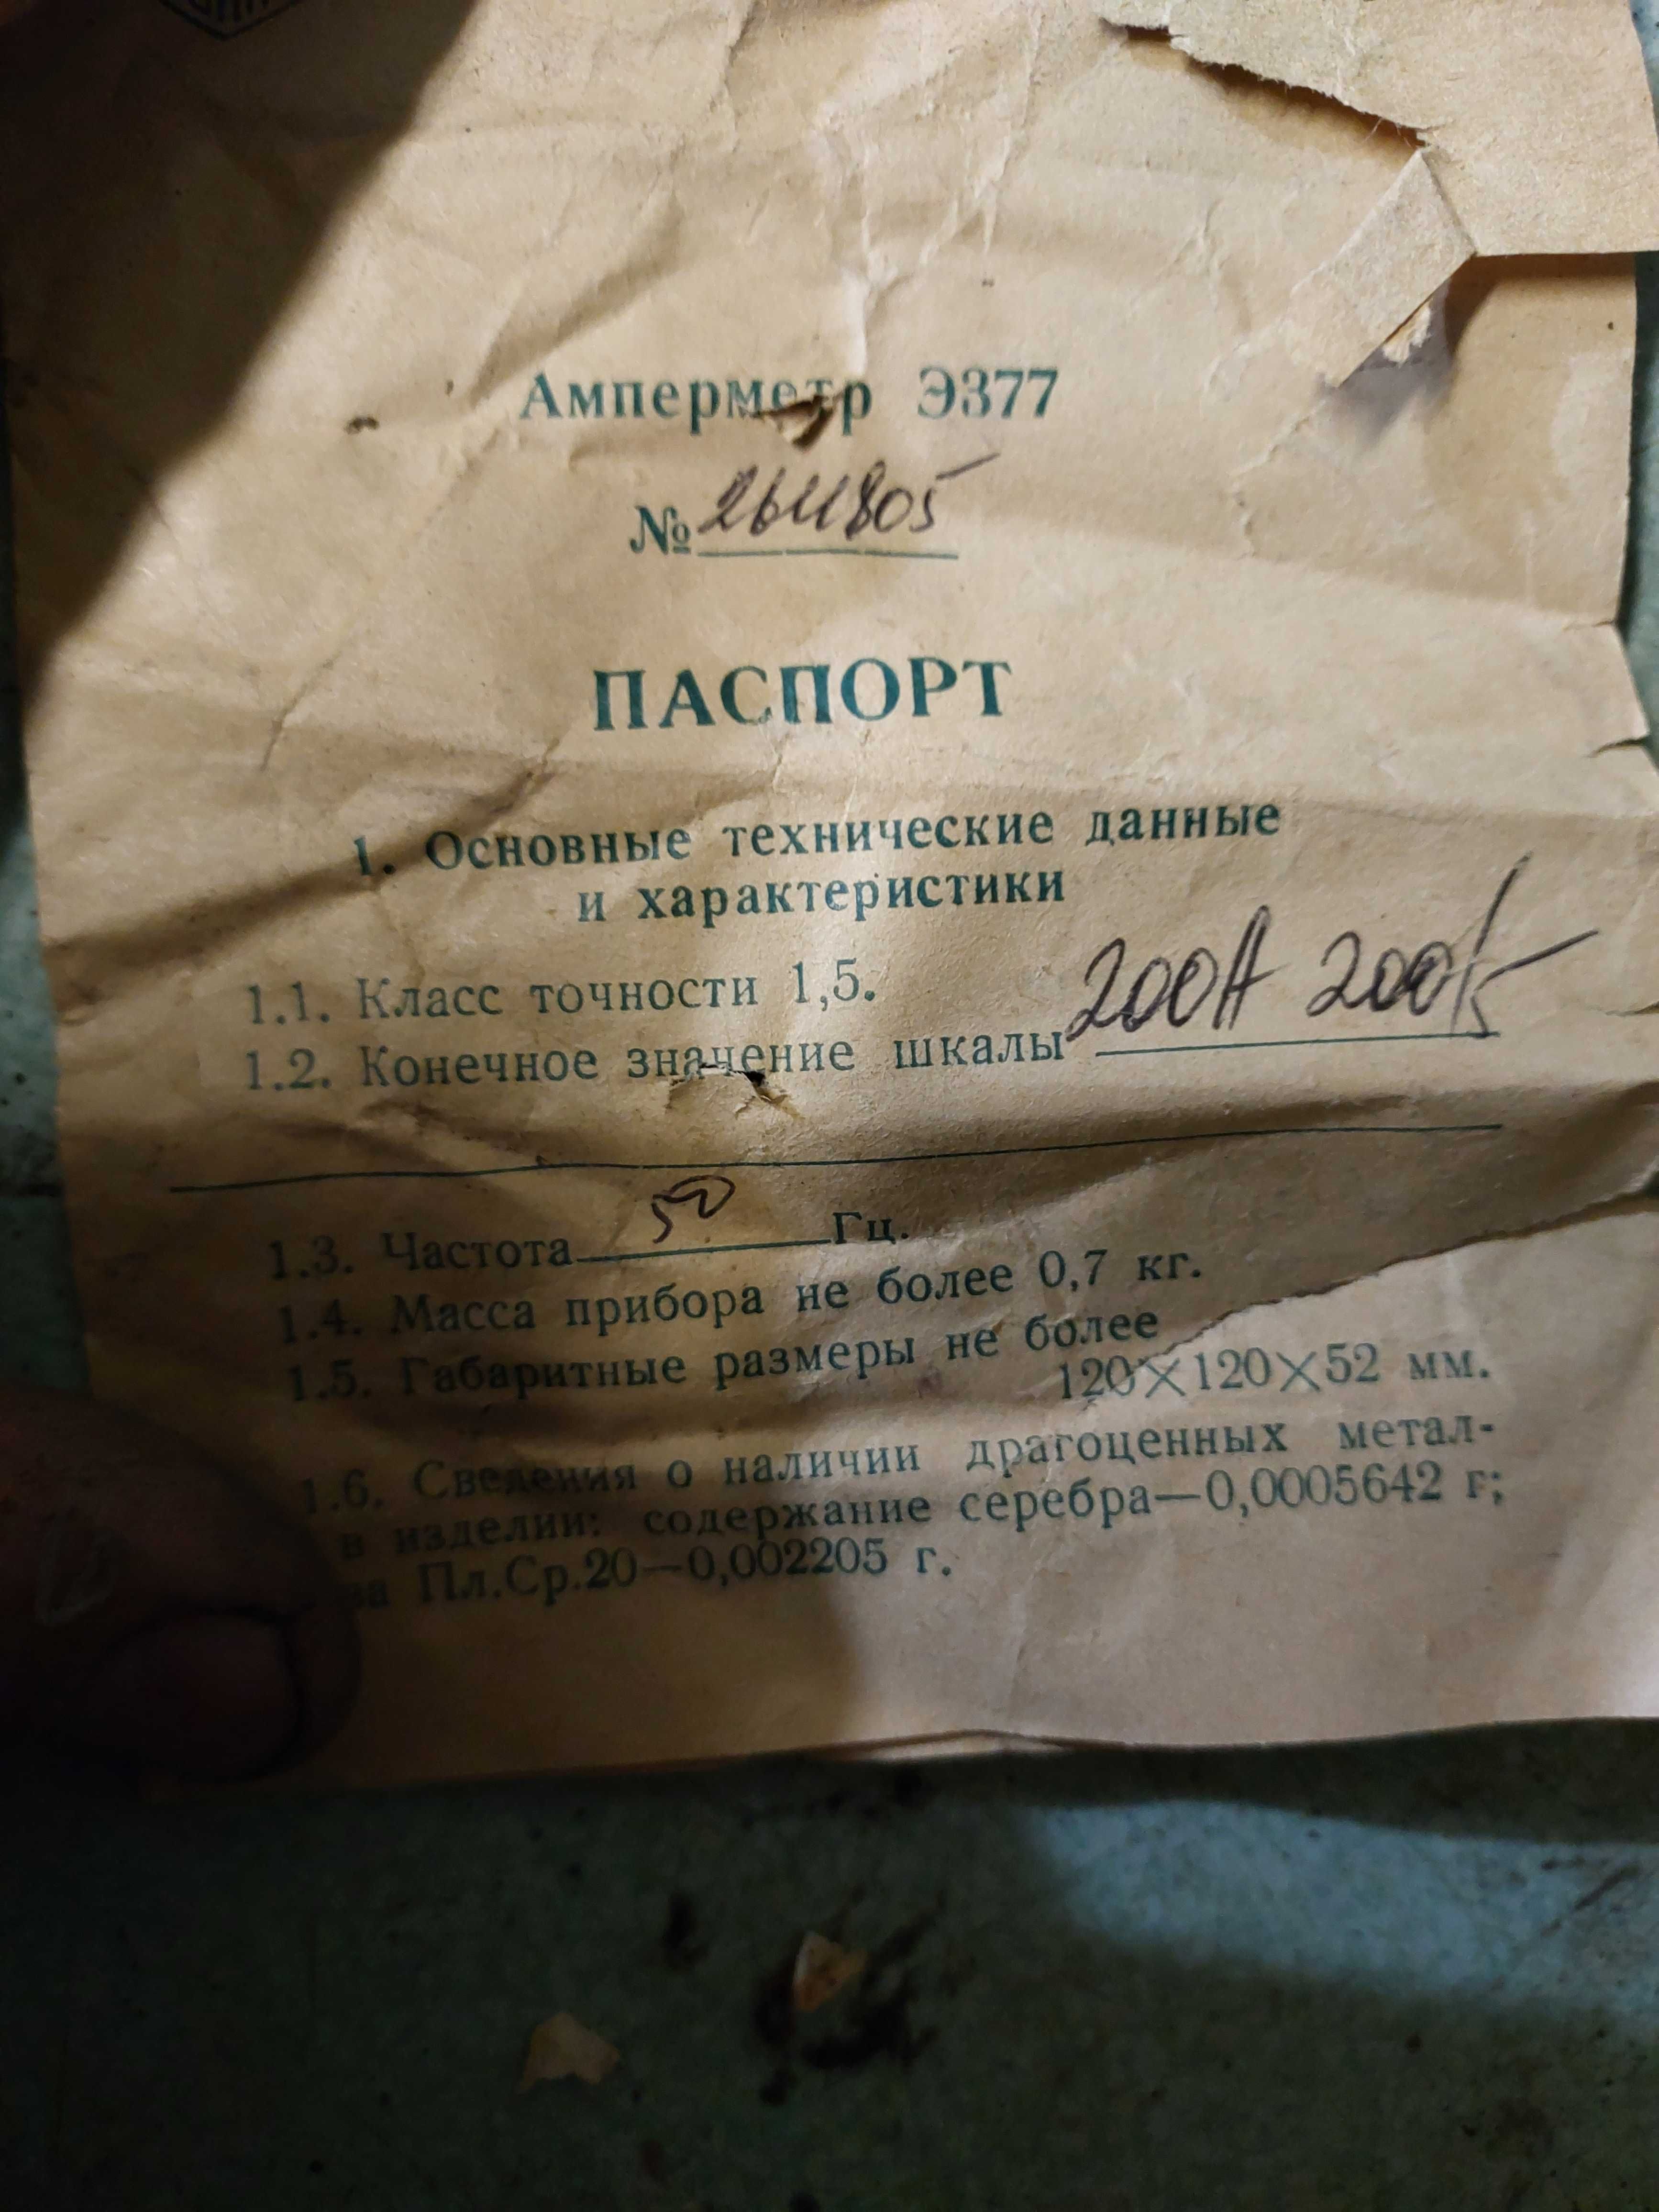 Амперметр Э377
№ 2641805
ПАСПОРТ
1. Основные технические данные
и характеристики
1.1. Класс точности 1,5.
1.2. Конечное значение шкалы 200А 200/5
1.3. Частота 50 Гц.
1.4. Масса прибора не более 0,7 кг.
1.5. Габаритные размеры не более
120×120×52 мм.
1.6. Сведения о наличии драгоценных метал-
в изделии: содержание серебра—0,0005642 г;
Пл.Ср.20—0,002205 г.